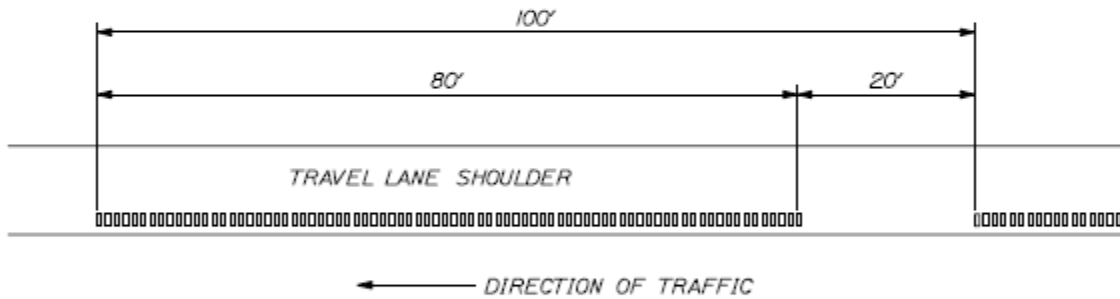 100'
80'
20'
TRAVEL LANE SHOULDER
DIRECTION OF TRAFFIC